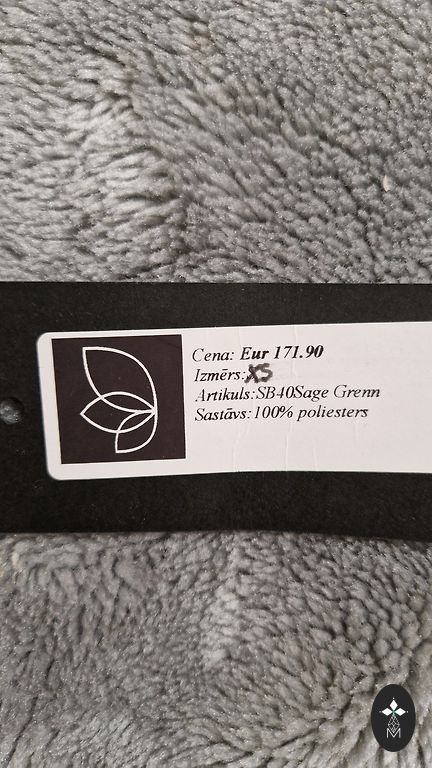 Cena: Eur 171.90
Izmērs: XS
Artikuls:SB40Sage Grenn
Sastāvs:100% poliesters
M